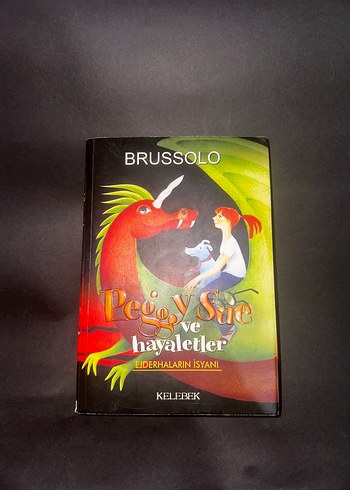 BRUSSOLO
Peggy Sue
ve
hayaletler
EJDERHALARIN İSYANI
KELEBEK